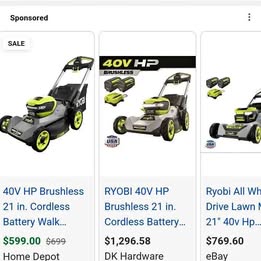 Sponsored
SALE
40V HP Brushless
21 in. Cordless
Battery Walk...
$599.00 $699
Home Depot
40V HP
BRUSHLESS
USA
RYOBI 40V HP
Brushless 21 in.
Cordless Battery...
$1,296.58
DK Hardware
USA
Ryobi All Wh
Drive Lawn M
21" 40v Hp...
$769.60
eBay